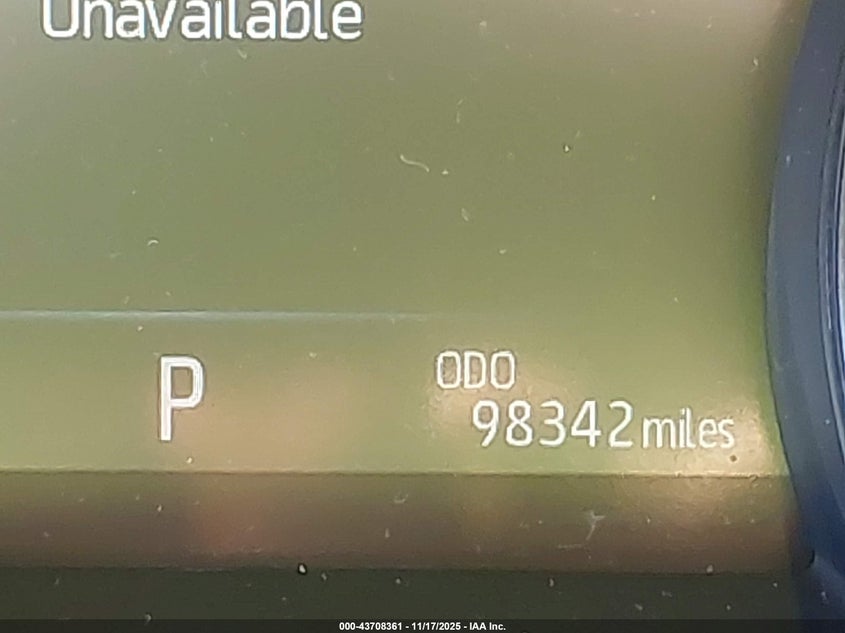 Unavailable
P
ODO
98342 miles
000-43708361 - 11/17/2025 - IAA Inc.